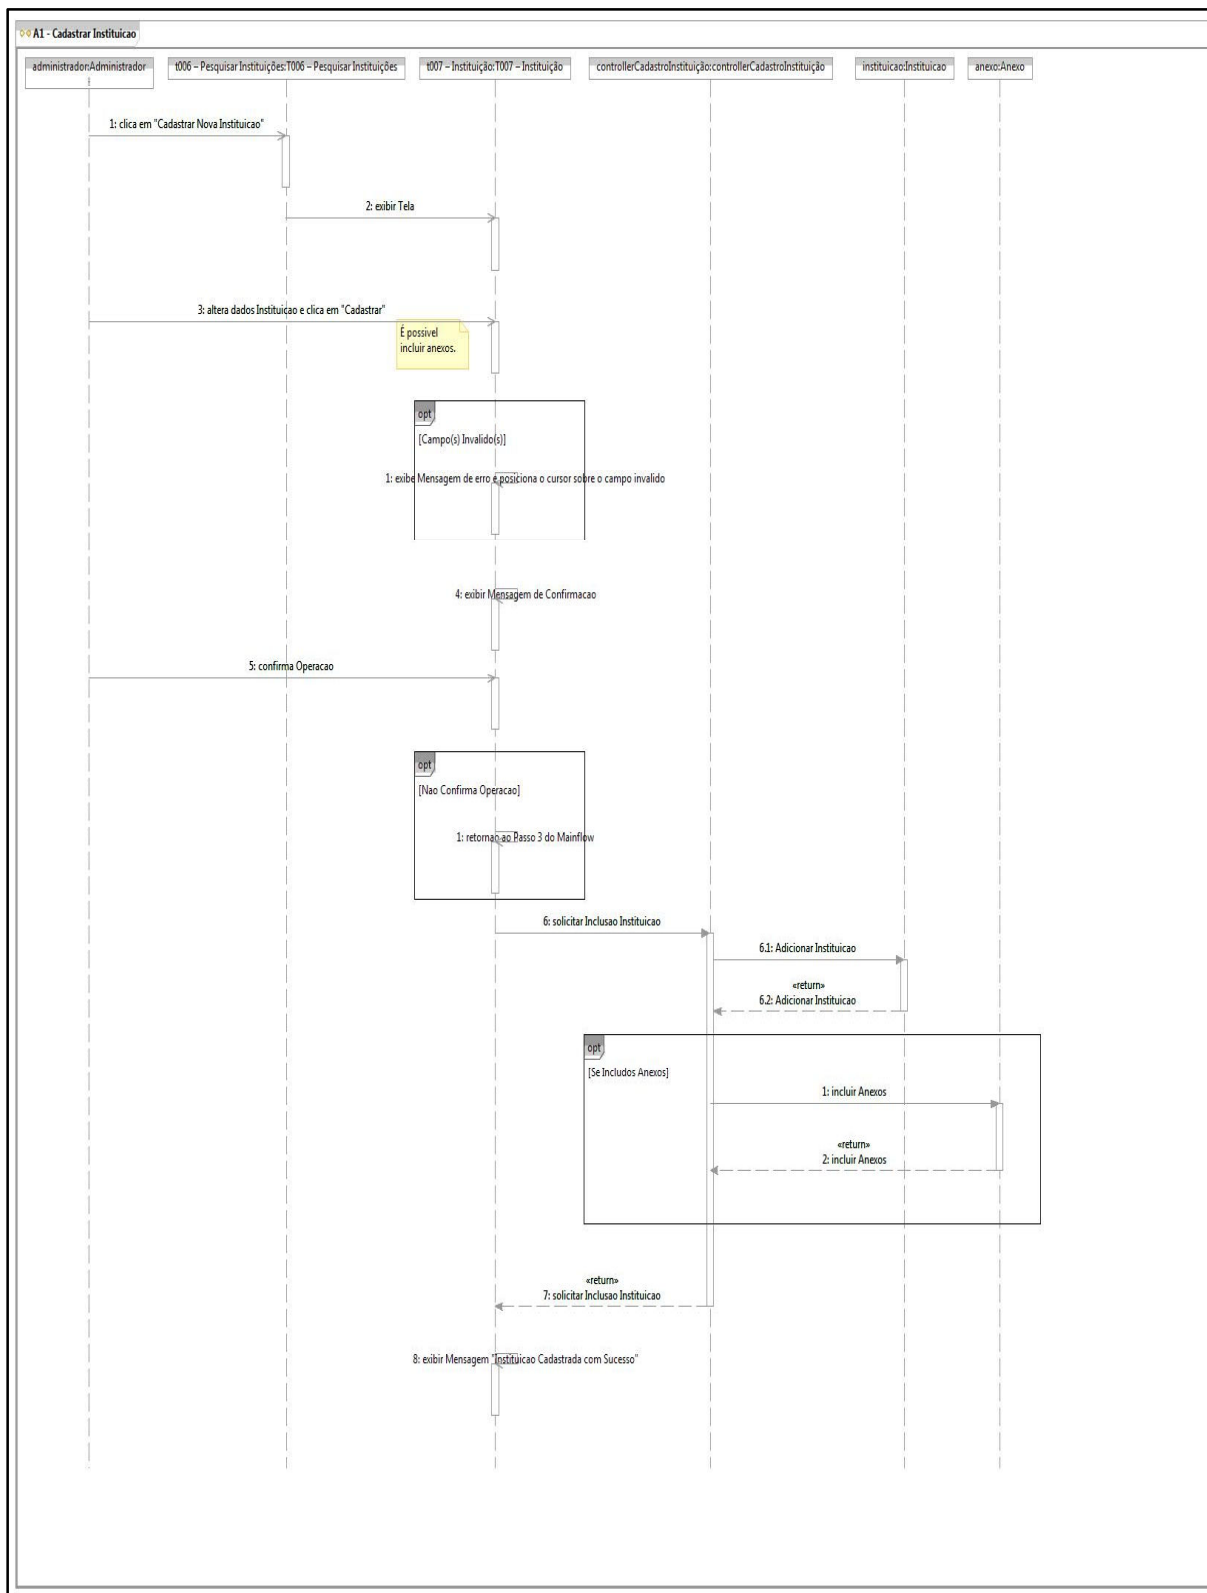 A1 - Cadastrar Instituicao
administrador:Administrador
t006 – Pesquisar Instituições:T006 – Pesquisar Instituições
t007 – Instituição:T007 – Instituição
controllerCadastroInstituição:controllerCadastroInstituição
instituicao:Instituicao
anexo:Anexo
1: clica em "Cadastrar Nova Instituicao"
2: exibir Tela
3: altera dados Instituicao e clica em "Cadastrar"
É possivel
incluir anexos.
opt
[Campo(s) Invalido(s)]
1: exibe Mensagem de erro e posiciona o cursor sobre o campo invalido
4: exibir Mensagem de Confirmacao
5: confirma Operacao
opt
[Nao Confirma Operacao]
1: retorna ao Passo 3 do Mainflow
6: solicitar Inclusao Instituicao
6.1: Adicionar Instituicao
«return»
6.2: Adicionar Instituicao
opt
[Se Includos Anexos]
1: incluir Anexos
«return»
2: incluir Anexos
«return»
7: solicitar Inclusao Instituicao
8: exibir Mensagem "Instituicao Cadastrada com Sucesso"